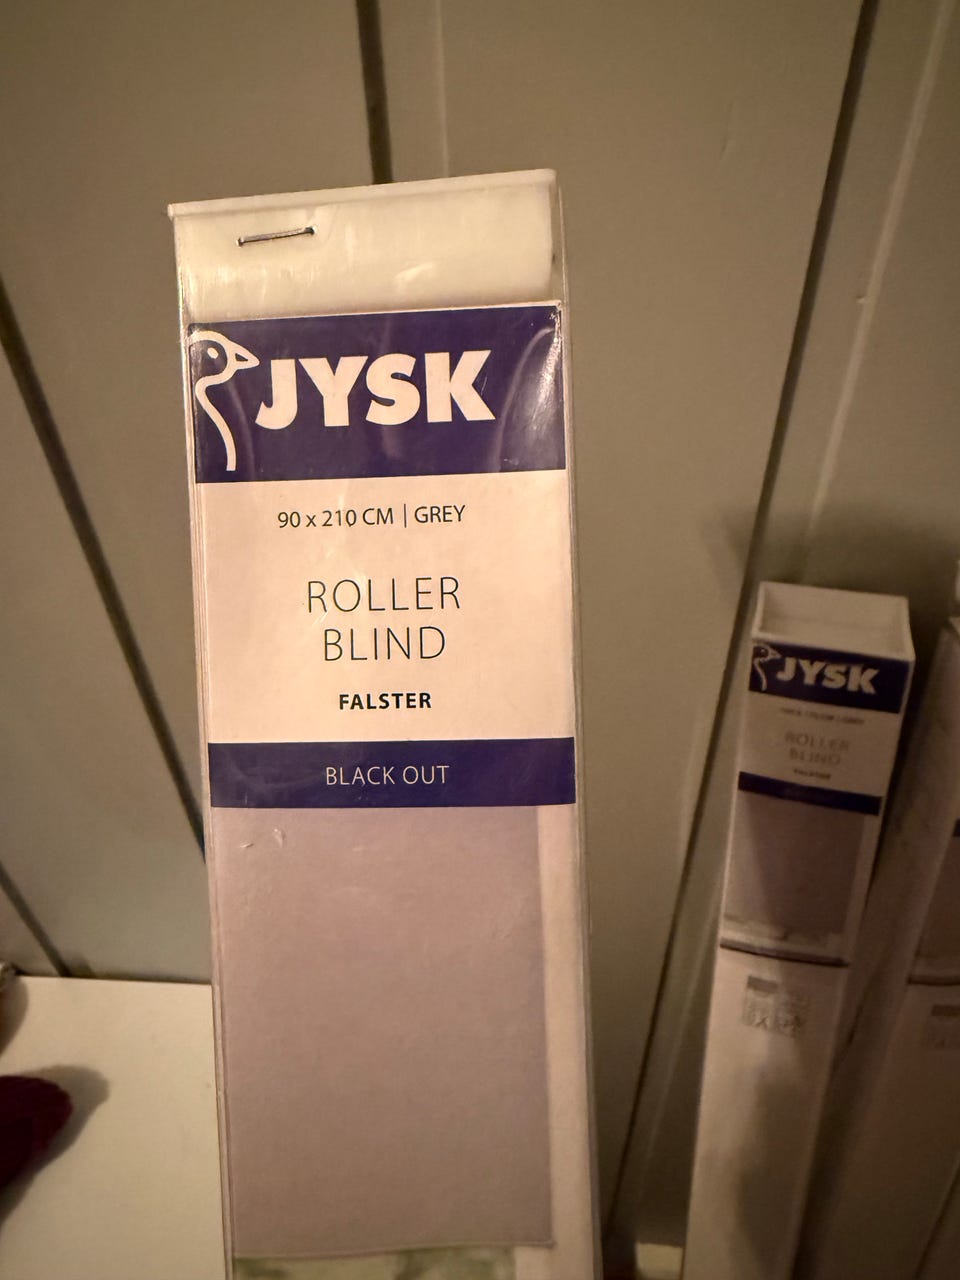 JYSK
90 x 210 CM | GREY
ROLLER
BLIND
FALSTER
BLACK OUT
JYSK
ROLLER
BLIND
FALSTER